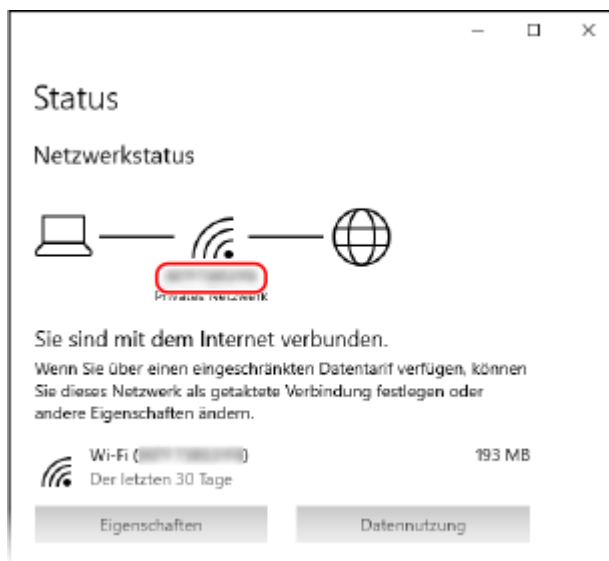 Status
Netzwerkstatus
Privates Netzwerk
Sie sind mit dem Internet verbunden.
Wenn Sie über einen eingeschränkten Datentarif verfügen, können
Sie dieses Netzwerk als getaktete Verbindung festlegen oder
andere Eigenschaften ändern.
Wi-Fi ( ) 193 MB
Der letzten 30 Tage
Eigenschaften Datennutzung